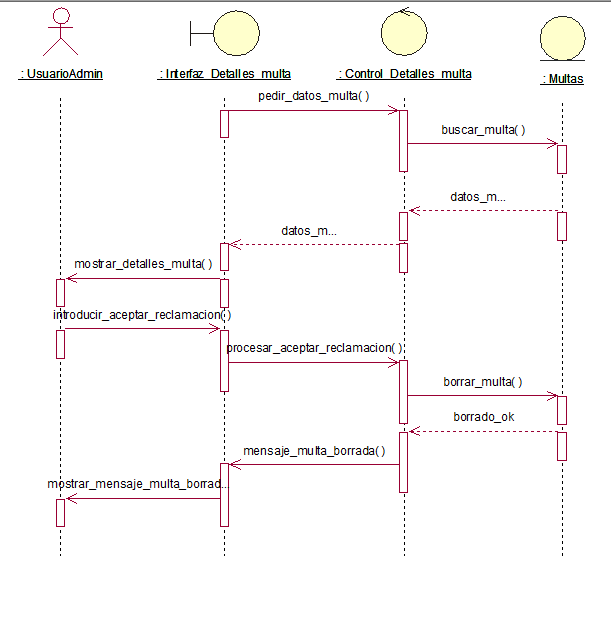 : UsuarioAdmin
: Interfaz_Detalles_multa
: Control_Detalles_multa
: Multas
pedir_datos_multa( )
buscar_multa( )
datos_m...
datos_m...
mostrar_detalles_multa( )
introducir_aceptar_reclamacion( )
procesar_aceptar_reclamacion( )
borrar_multa( )
borrado_ok
mensaje_multa_borrada( )
mostrar_mensaje_multa_borrad...